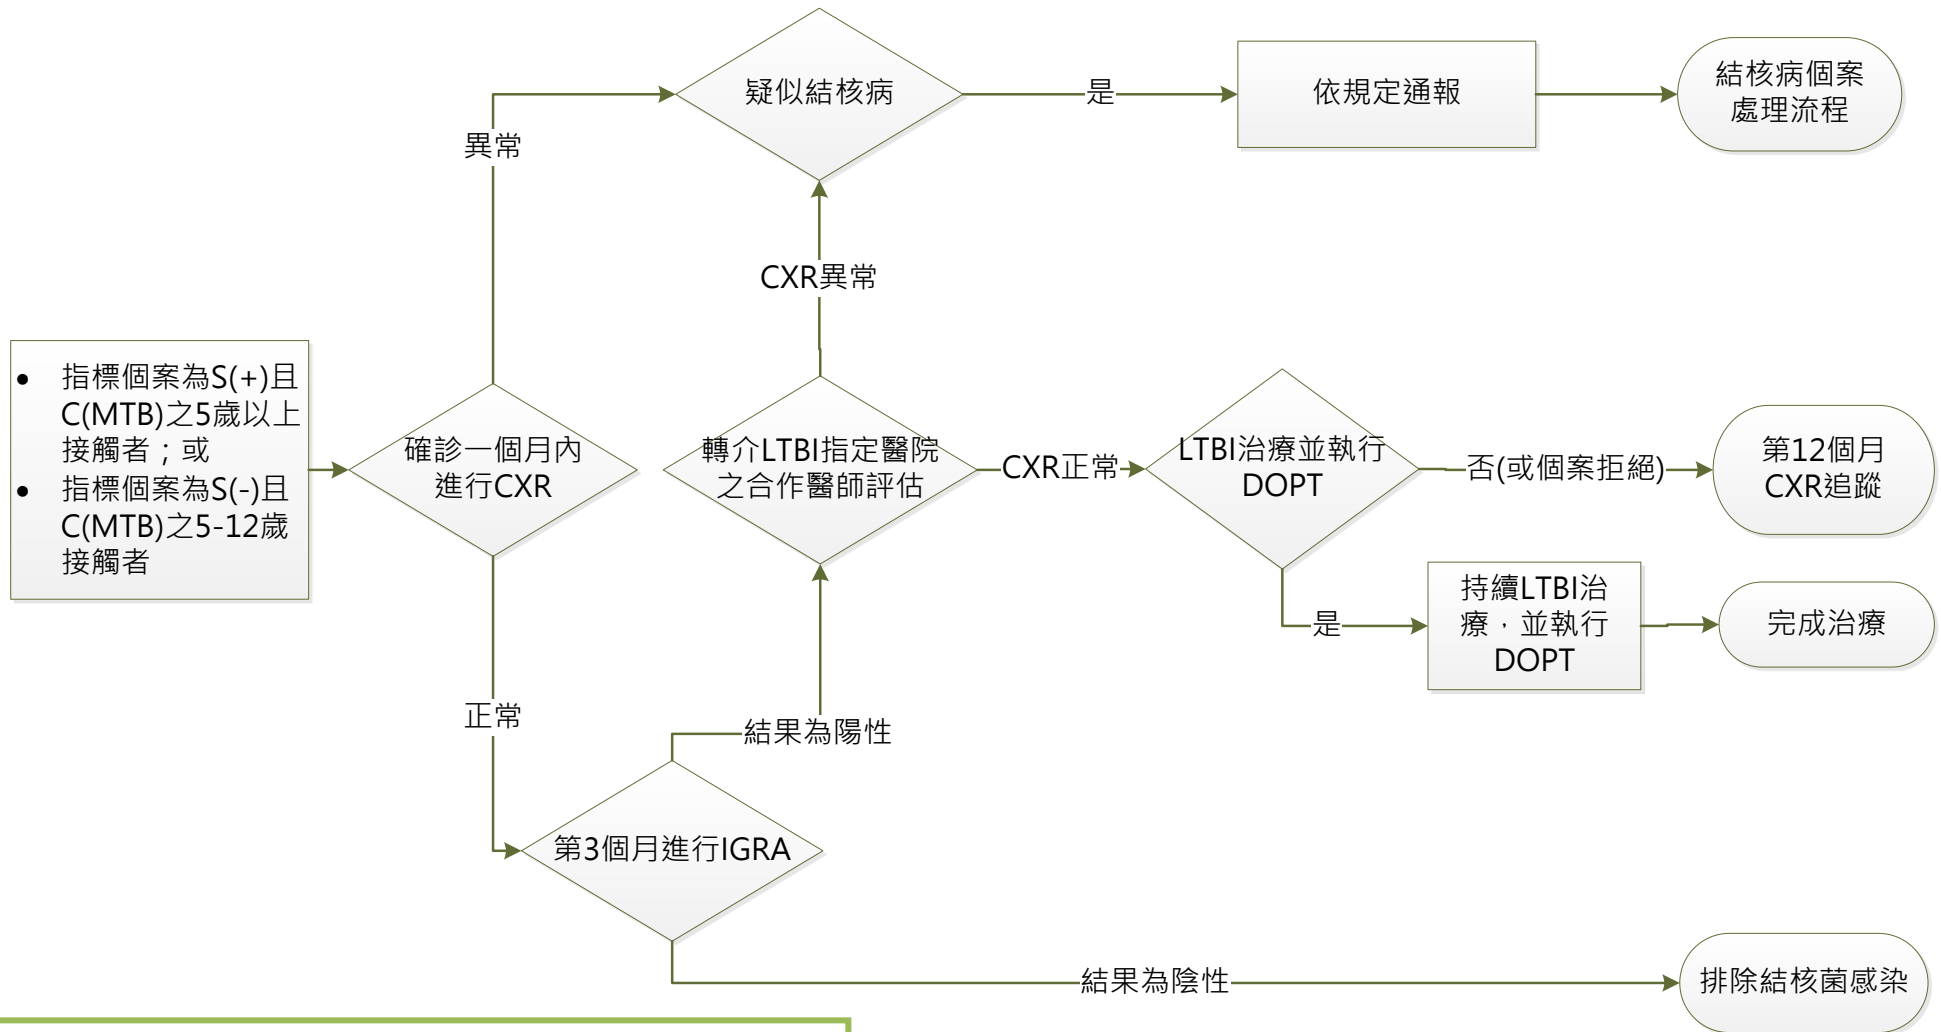 疑似結核病
是
依規定通報
結核病個案
處理流程
異常
CXR異常
• 指標個案為S(+)且
C(MTB)之5歲以上
接觸者；或
• 指標個案為S(-)且
C(MTB)之5-12歲
接觸者
確診一個月內
進行CXR
轉介LTBI指定醫院
之合作醫師評估
CXR正常
LTBI治療並執行
DOPT
否(或個案拒絕)
第12個月
CXR追蹤
是
持續LTBI治
療，並執行
DOPT
完成治療
正常
結果為陽性
第3個月進行IGRA
結果為陰性
排除結核菌感染